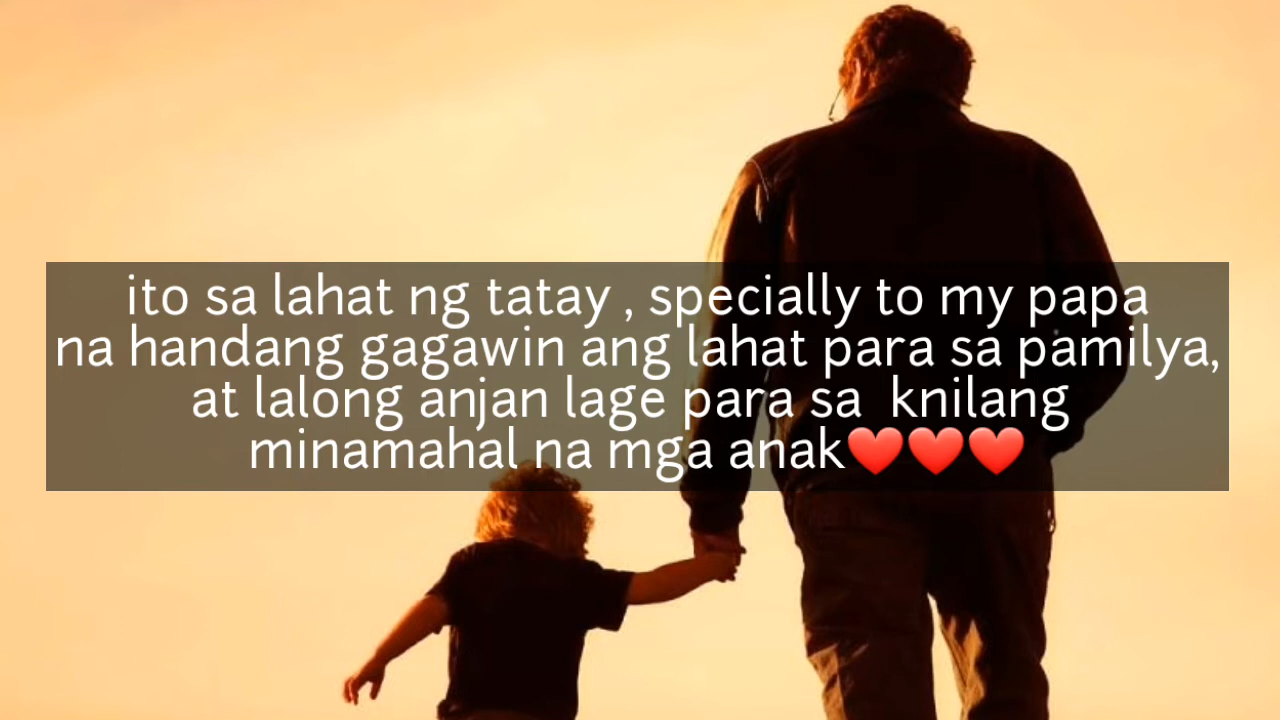 ito sa lahat ng tatay , specially to my papa
na handang gagawin ang lahat para sa pamilya,
at lalong anjan lage para sa knilang
minamahal na mga anak❤️❤️❤️